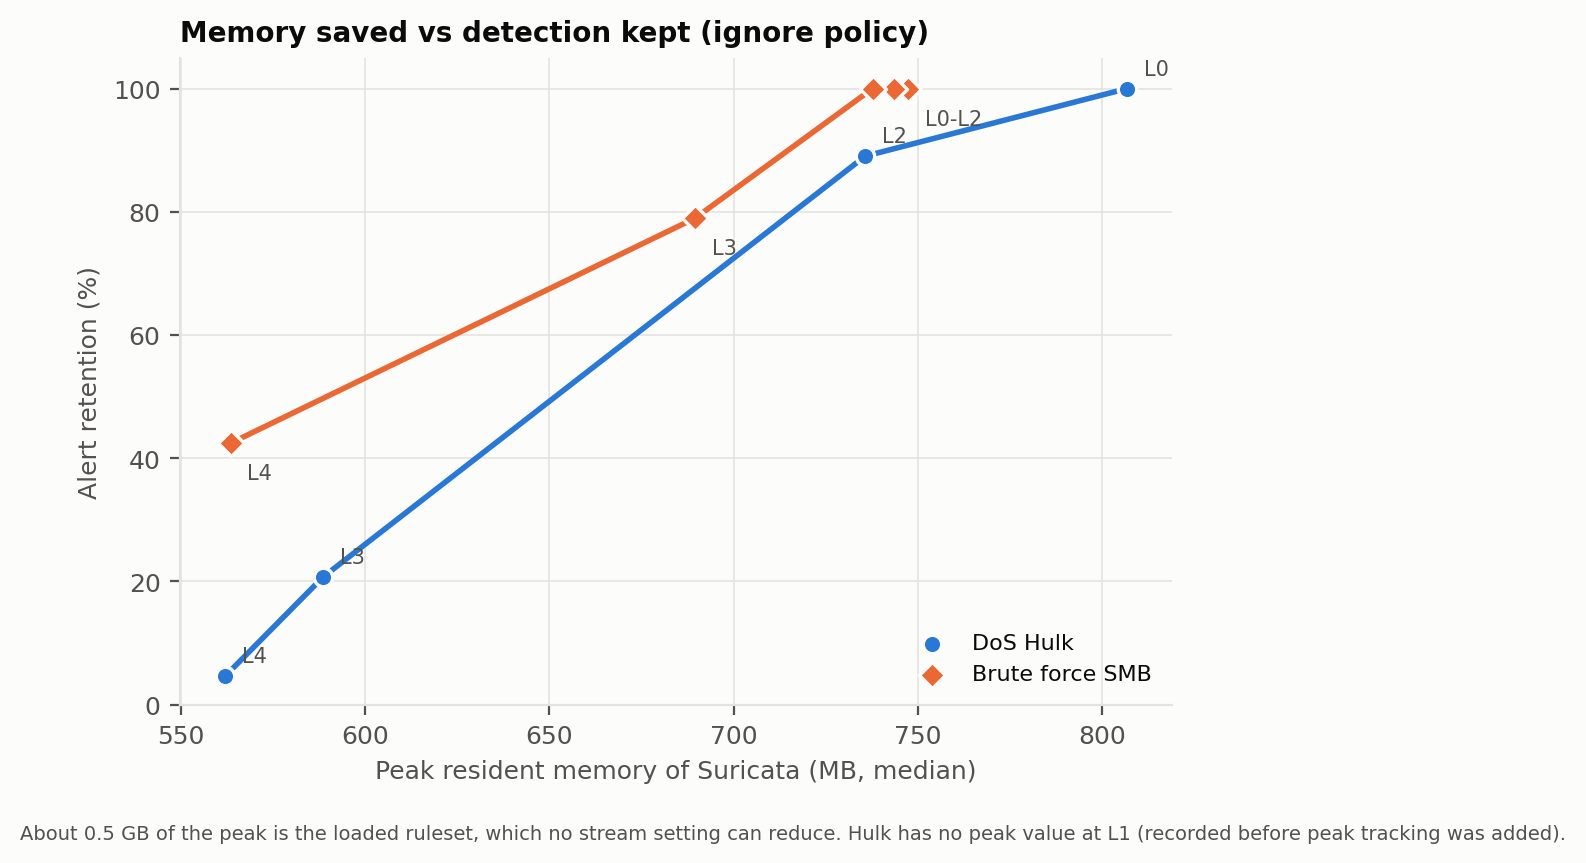 Memory saved vs detection kept (ignore policy)
L0
100
L0-L2
L2
80
L3
60
40
L4
L3
20
L4
0
Alert retention (%)
DoS Hulk
Brute force SMB
550 600 650 700 750 800
Peak resident memory of Suricata (MB, median)
About 0.5 GB of the peak is the loaded ruleset, which no stream setting can reduce. Hulk has no peak value at L1 (recorded before peak tracking was added).